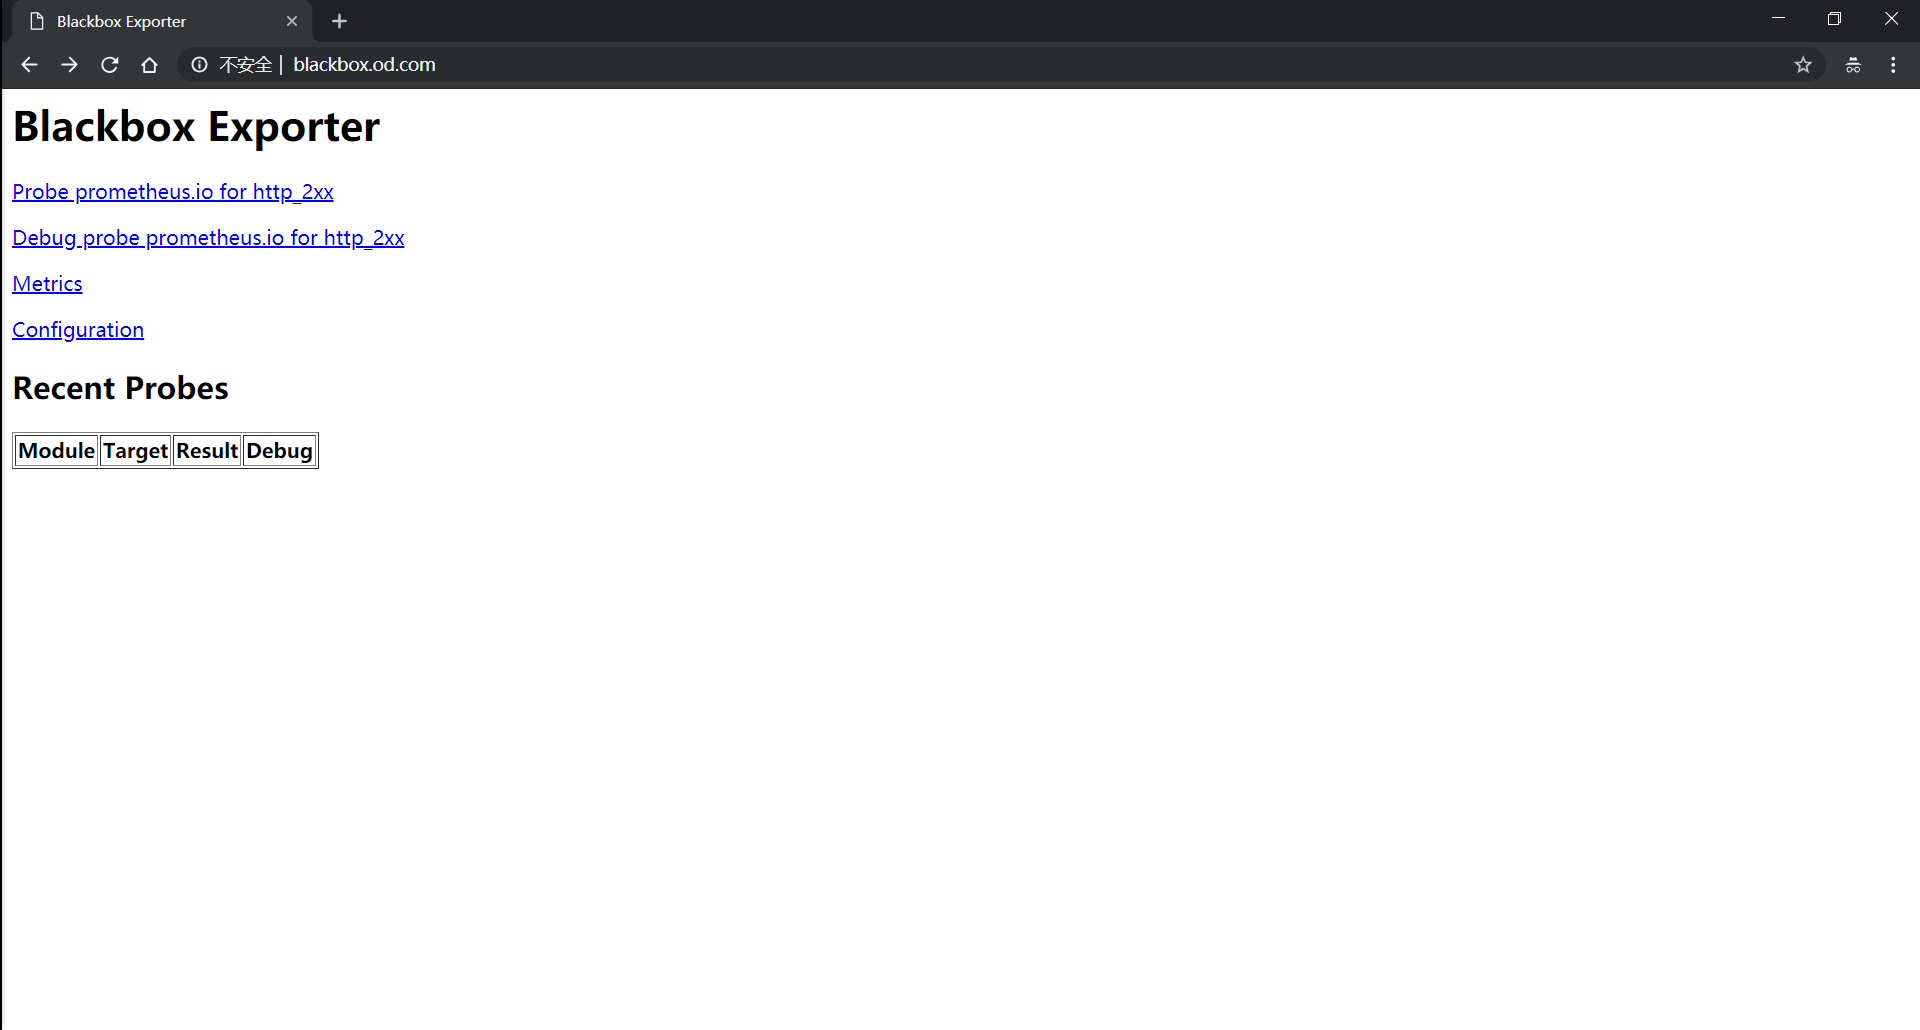 Blackbox Exporter
不安全 | blackbox.od.com
Blackbox Exporter
Probe prometheus.io for http_2xx
Debug probe prometheus.io for http_2xx
Metrics
Configuration
Recent Probes
Module Target Result Debug